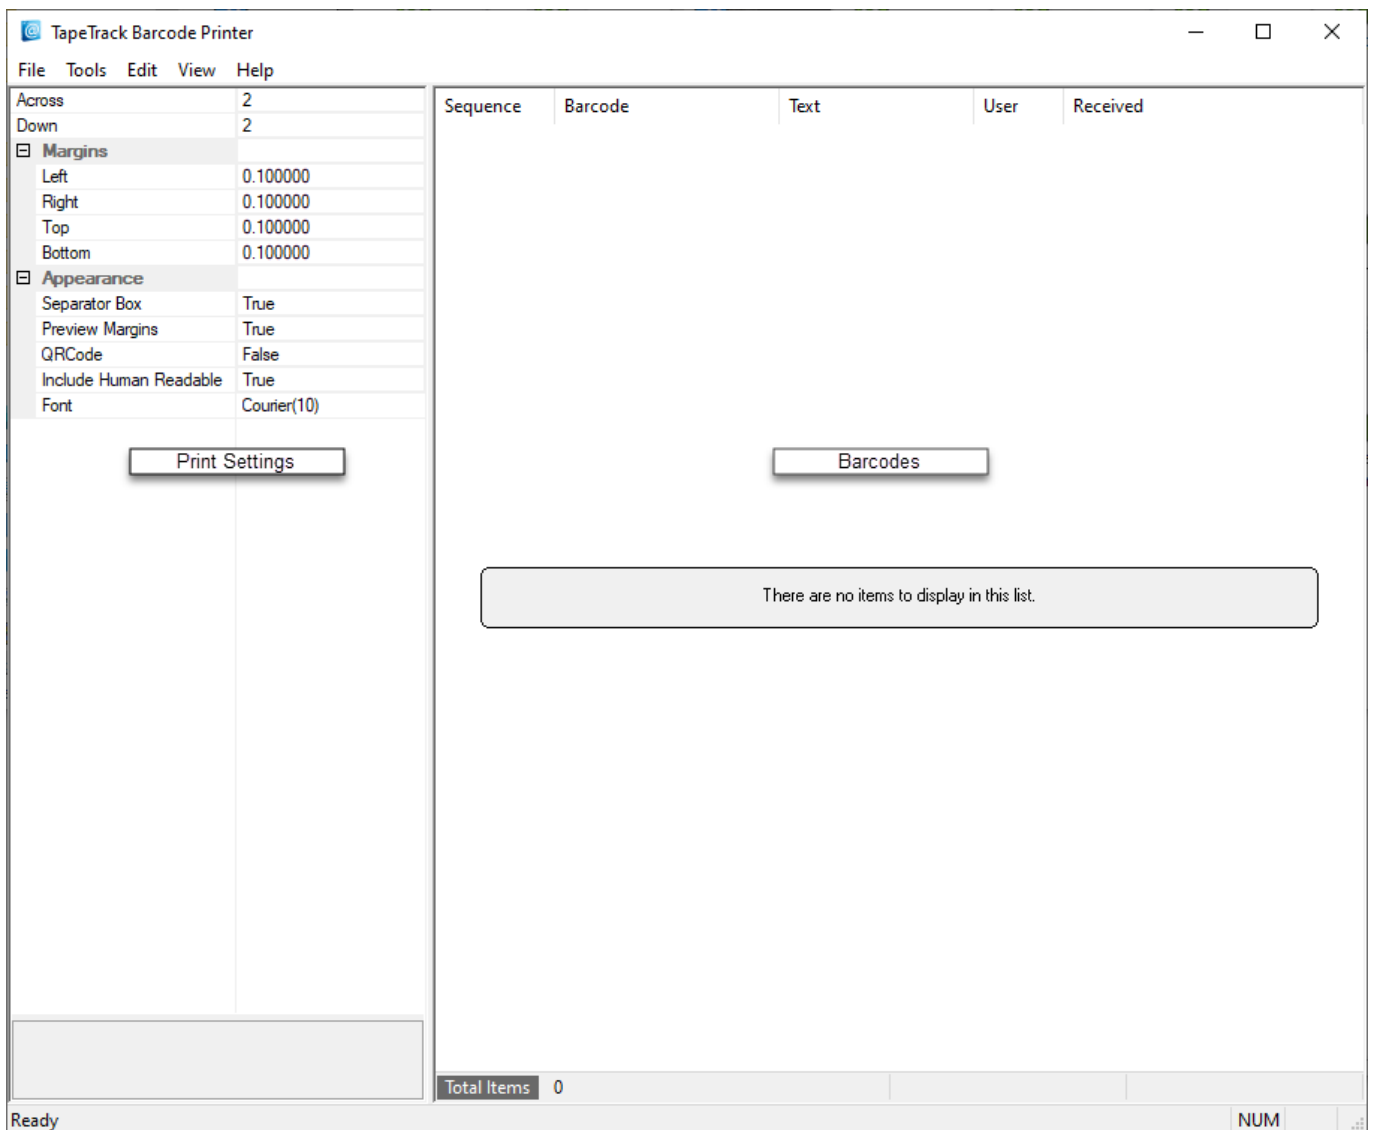 TapeTrack Barcode Printer
File Tools Edit View Help
Across 2
Down 2
Margins
Left 0.100000
Right 0.100000
Top 0.100000
Bottom 0.100000
Appearance
Separator Box True
Preview Margins True
QRCode False
Include Human Readable True
Font Courier(10)
Print Settings
Sequence Barcode Text User Received
Barcodes
There are no items to display in this list.
Total Items 0
Ready NUM